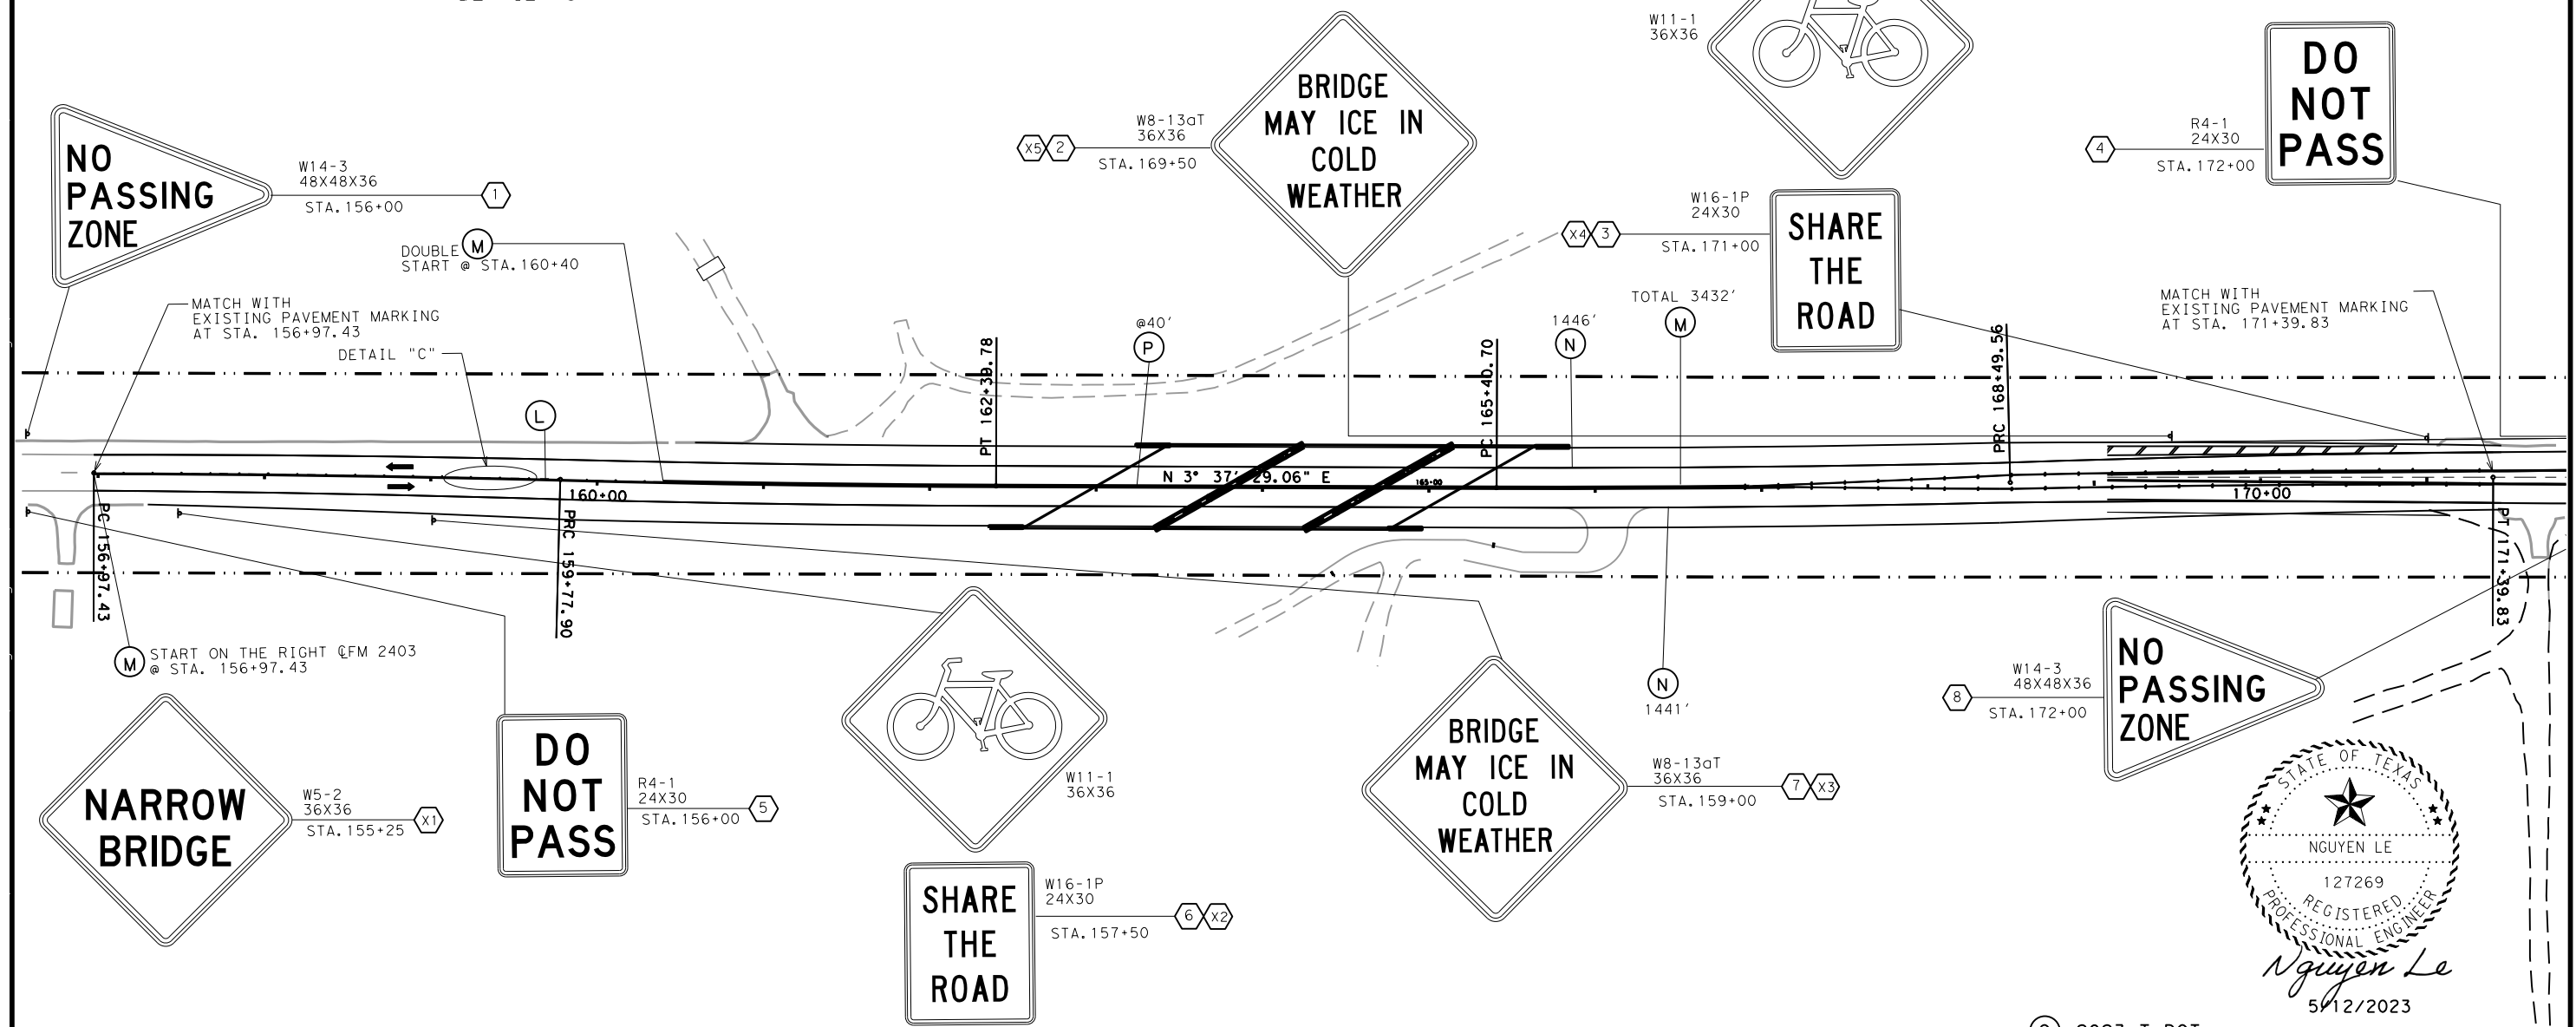 W11-1
36X36
DO
NOT
PASS
R4-1
24X30
STA.172+00
4
BRIDGE
MAY ICE IN
COLD
WEATHER
W8-13aT
36X36
STA.169+50
X5
2
NO
PASSING
ZONE
W14-3
48X48X36
STA.156+00
1
W16-1P
24X30
STA.171+00
X4
3
SHARE
THE
ROAD
DOUBLE M
START @ STA.160+40
MATCH WITH
EXISTING PAVEMENT MARKING
AT STA. 156+97.43
DETAIL "C"
L
@40'
P
1446'
N
TOTAL 3432'
M
MATCH WITH
EXISTING PAVEMENT MARKING
AT STA. 171+39.83
PT 162+39.78
PC 165+40.70
PRC 168+49.56
N 3° 37' 29.06" E
160+00
165+00
170+00
PC 156+97.43
PRC 159+77.90
PT 171+39.83
M
START ON THE RIGHT ℄FM 2403
@ STA. 156+97.43
N
1441'
NARROW
BRIDGE
W5-2
36X36
STA.155+25
X1
DO
NOT
PASS
R4-1
24X30
STA.156+00
5
W11-1
36X36
SHARE
THE
ROAD
W16-1P
24X30
STA.157+50
6
X2
BRIDGE
MAY ICE IN
COLD
WEATHER
W8-13aT
36X36
STA.159+00
7
X3
8
W14-3
48X48X36
STA.172+00
NO
PASSING
ZONE
STATE OF TEXAS
NGUYEN LE
127269
REGISTERED
PROFESSIONAL ENGINEER
Nguyen Le
5/12/2023